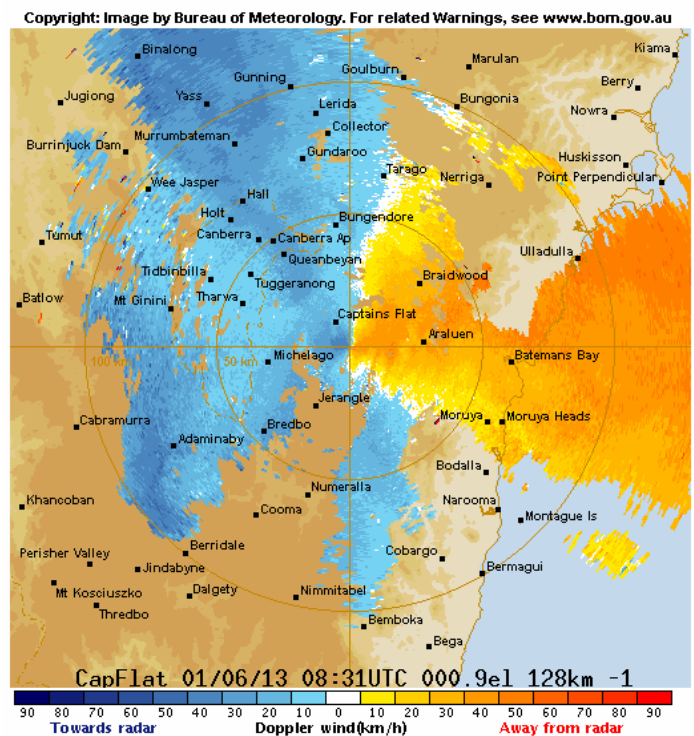 Copyright: Image by Bureau of Meteorology. For related Warnings, see www.bom.gov.au
Kiama
Binalong
Marulan
Goulburn
Gunning
Berry
Jugiong
Yass
Bungonia
Lerida
Nowra
Collector
Murrumbateman
Burrinjuck Dam
Gundaroo
Huskisson
Tarago
Nerriga
Point Perpendicular
Wee Jasper
Hall
Holt
Bungendore
Tumut
Canberra
Canberra Ap
Ulladulla
Queanbeyan
Tidbinbilla
Tuggeranong
Braidwood
Batlow
Mt Ginini
Tharwa
Captains Flat
Araluen
100 km
50 km
Michelago
Batemans Bay
Jerangle
Cabramurra
Bredbo
Moruya
Moruya Heads
Adaminaby
Bodalla
Numeralla
Khancoban
Cooma
Narooma
Montague Is
Berridale
Perisher Valley
Cobargo
Jindabyne
Bermagui
Mt Kosciuszko
Dalgety
Nimmitabel
Thredbo
Bemboka
Bega
CapFlat 01/06/13 08:31UTC 000.9el 128km -1
90 80 70 60 50 40 30 20 10 0 10 20 30 40 50 60 70 80 90
Towards radar Doppler wind(km/h) Away from radar